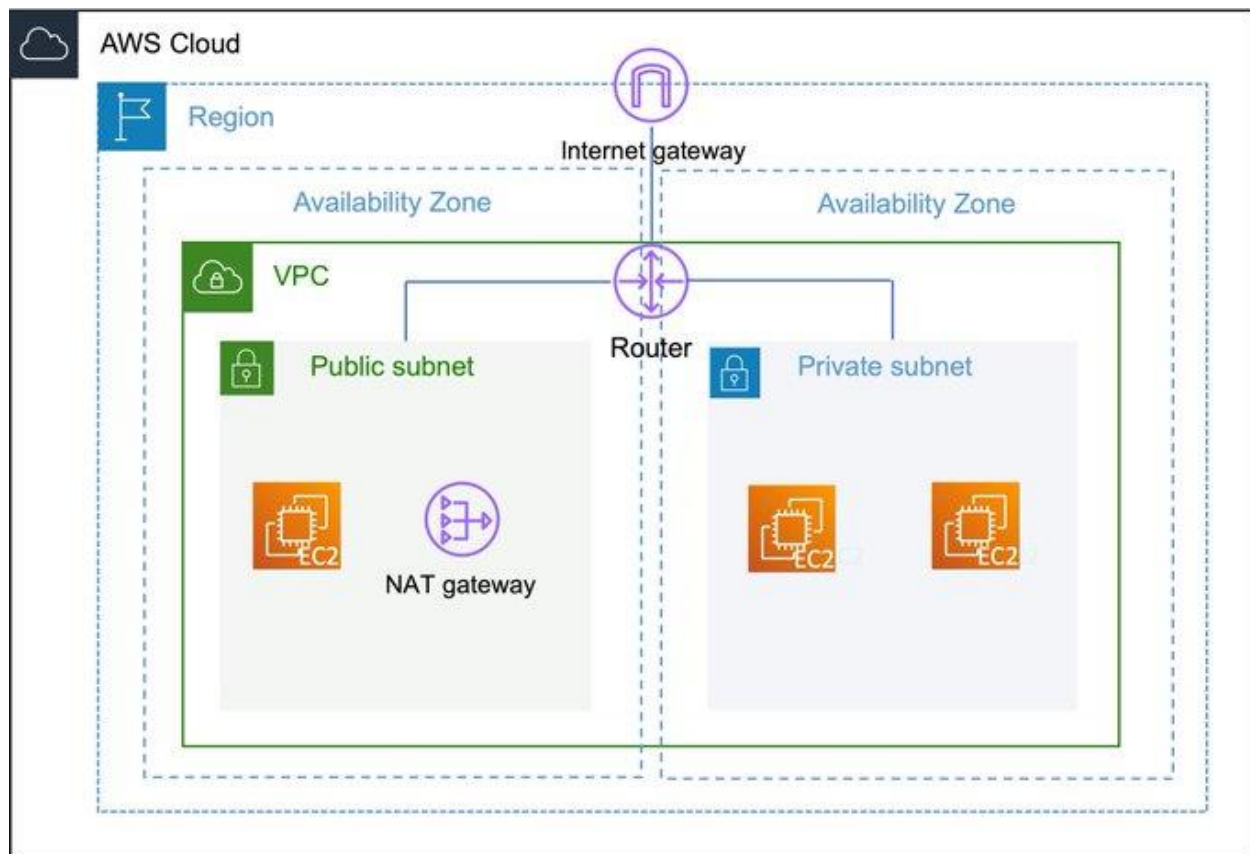 AWS Cloud
Region
Internet gateway
Availability Zone
Availability Zone
VPC
Router
Public subnet
Private subnet
EC2
NAT gateway
EC2
EC2